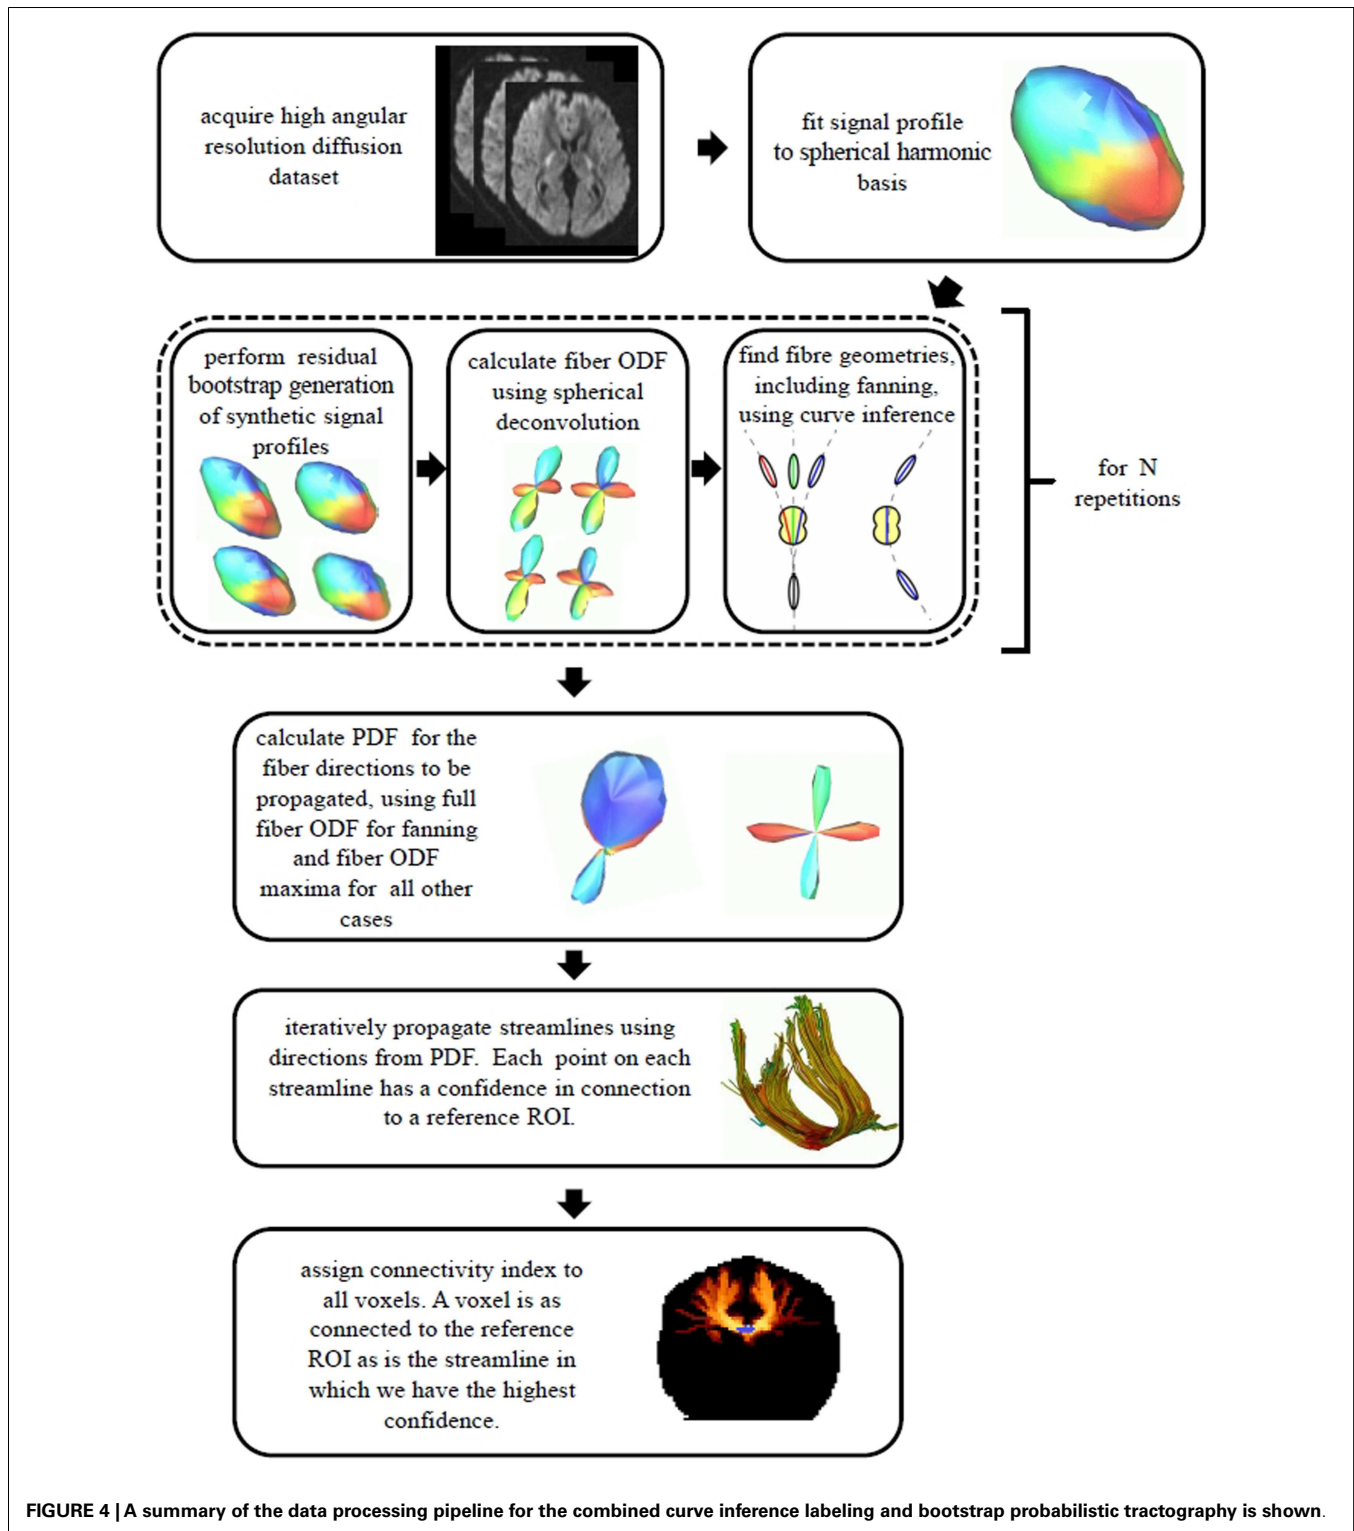 acquire high angular
resolution diffusion
dataset
fit signal profile
to spherical harmonic
basis
perform residual
bootstrap generation
of synthetic signal
profiles
calculate fiber ODF
using spherical
deconvolution
find fibre geometries,
including fanning,
using curve inference
for N
repetitions
calculate PDF for the
fiber directions to be
propagated, using full
fiber ODF for fanning
and fiber ODF
maxima for all other
cases
iteratively propagate streamlines using
directions from PDF. Each point on each
streamline has a confidence in connection
to a reference ROI.
assign connectivity index to
all voxels. A voxel is as
connected to the reference
ROI as is the streamline in
which we have the highest
confidence.
FIGURE 4 | A summary of the data processing pipeline for the combined curve inference labeling and bootstrap probabilistic tractography is shown.